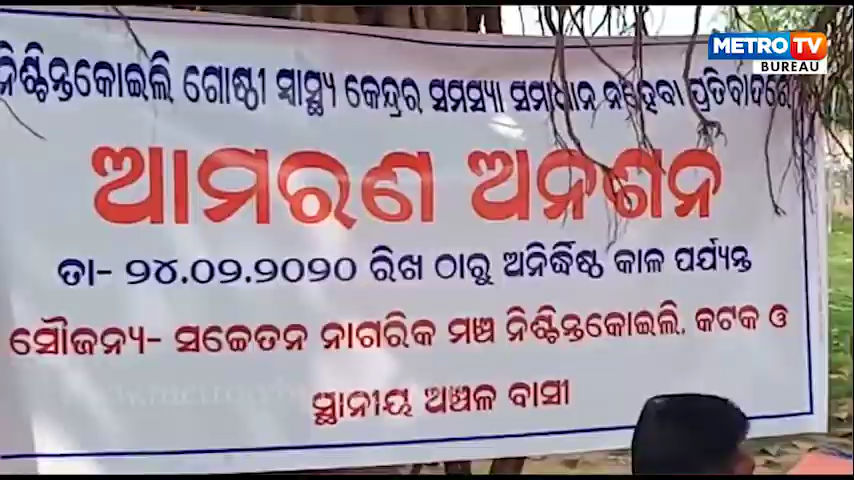 METRO TV
BUREAU
ନିଶ୍ଚିନ୍ତକୋଇଲି ଗୋଷ୍ଠୀ ସ୍ୱାସ୍ଥ୍ୟ କେନ୍ଦ୍ରର ସମସ୍ୟା ସମାଧାନ ନହେବା ପ୍ରତିବାଦରେ
ଆମରଣ ଅନଶନ
ତା- ୨୪.୦୨.୨୦୨୦ ରିଖ ଠାରୁ ଅନିର୍ଦ୍ଧିଷ୍ଠ କାଳ ପର୍ଯ୍ୟନ୍ତ
ସୌଜନ୍ୟ- ସଚ୍ଚେତନ ନାଗରିକ ମଞ୍ଚ ନିଶ୍ଚିନ୍ତକୋଇଲି, କଟକ ଓ
ସ୍ଥାନୀୟ ଅଞ୍ଚଳ ବାସୀ